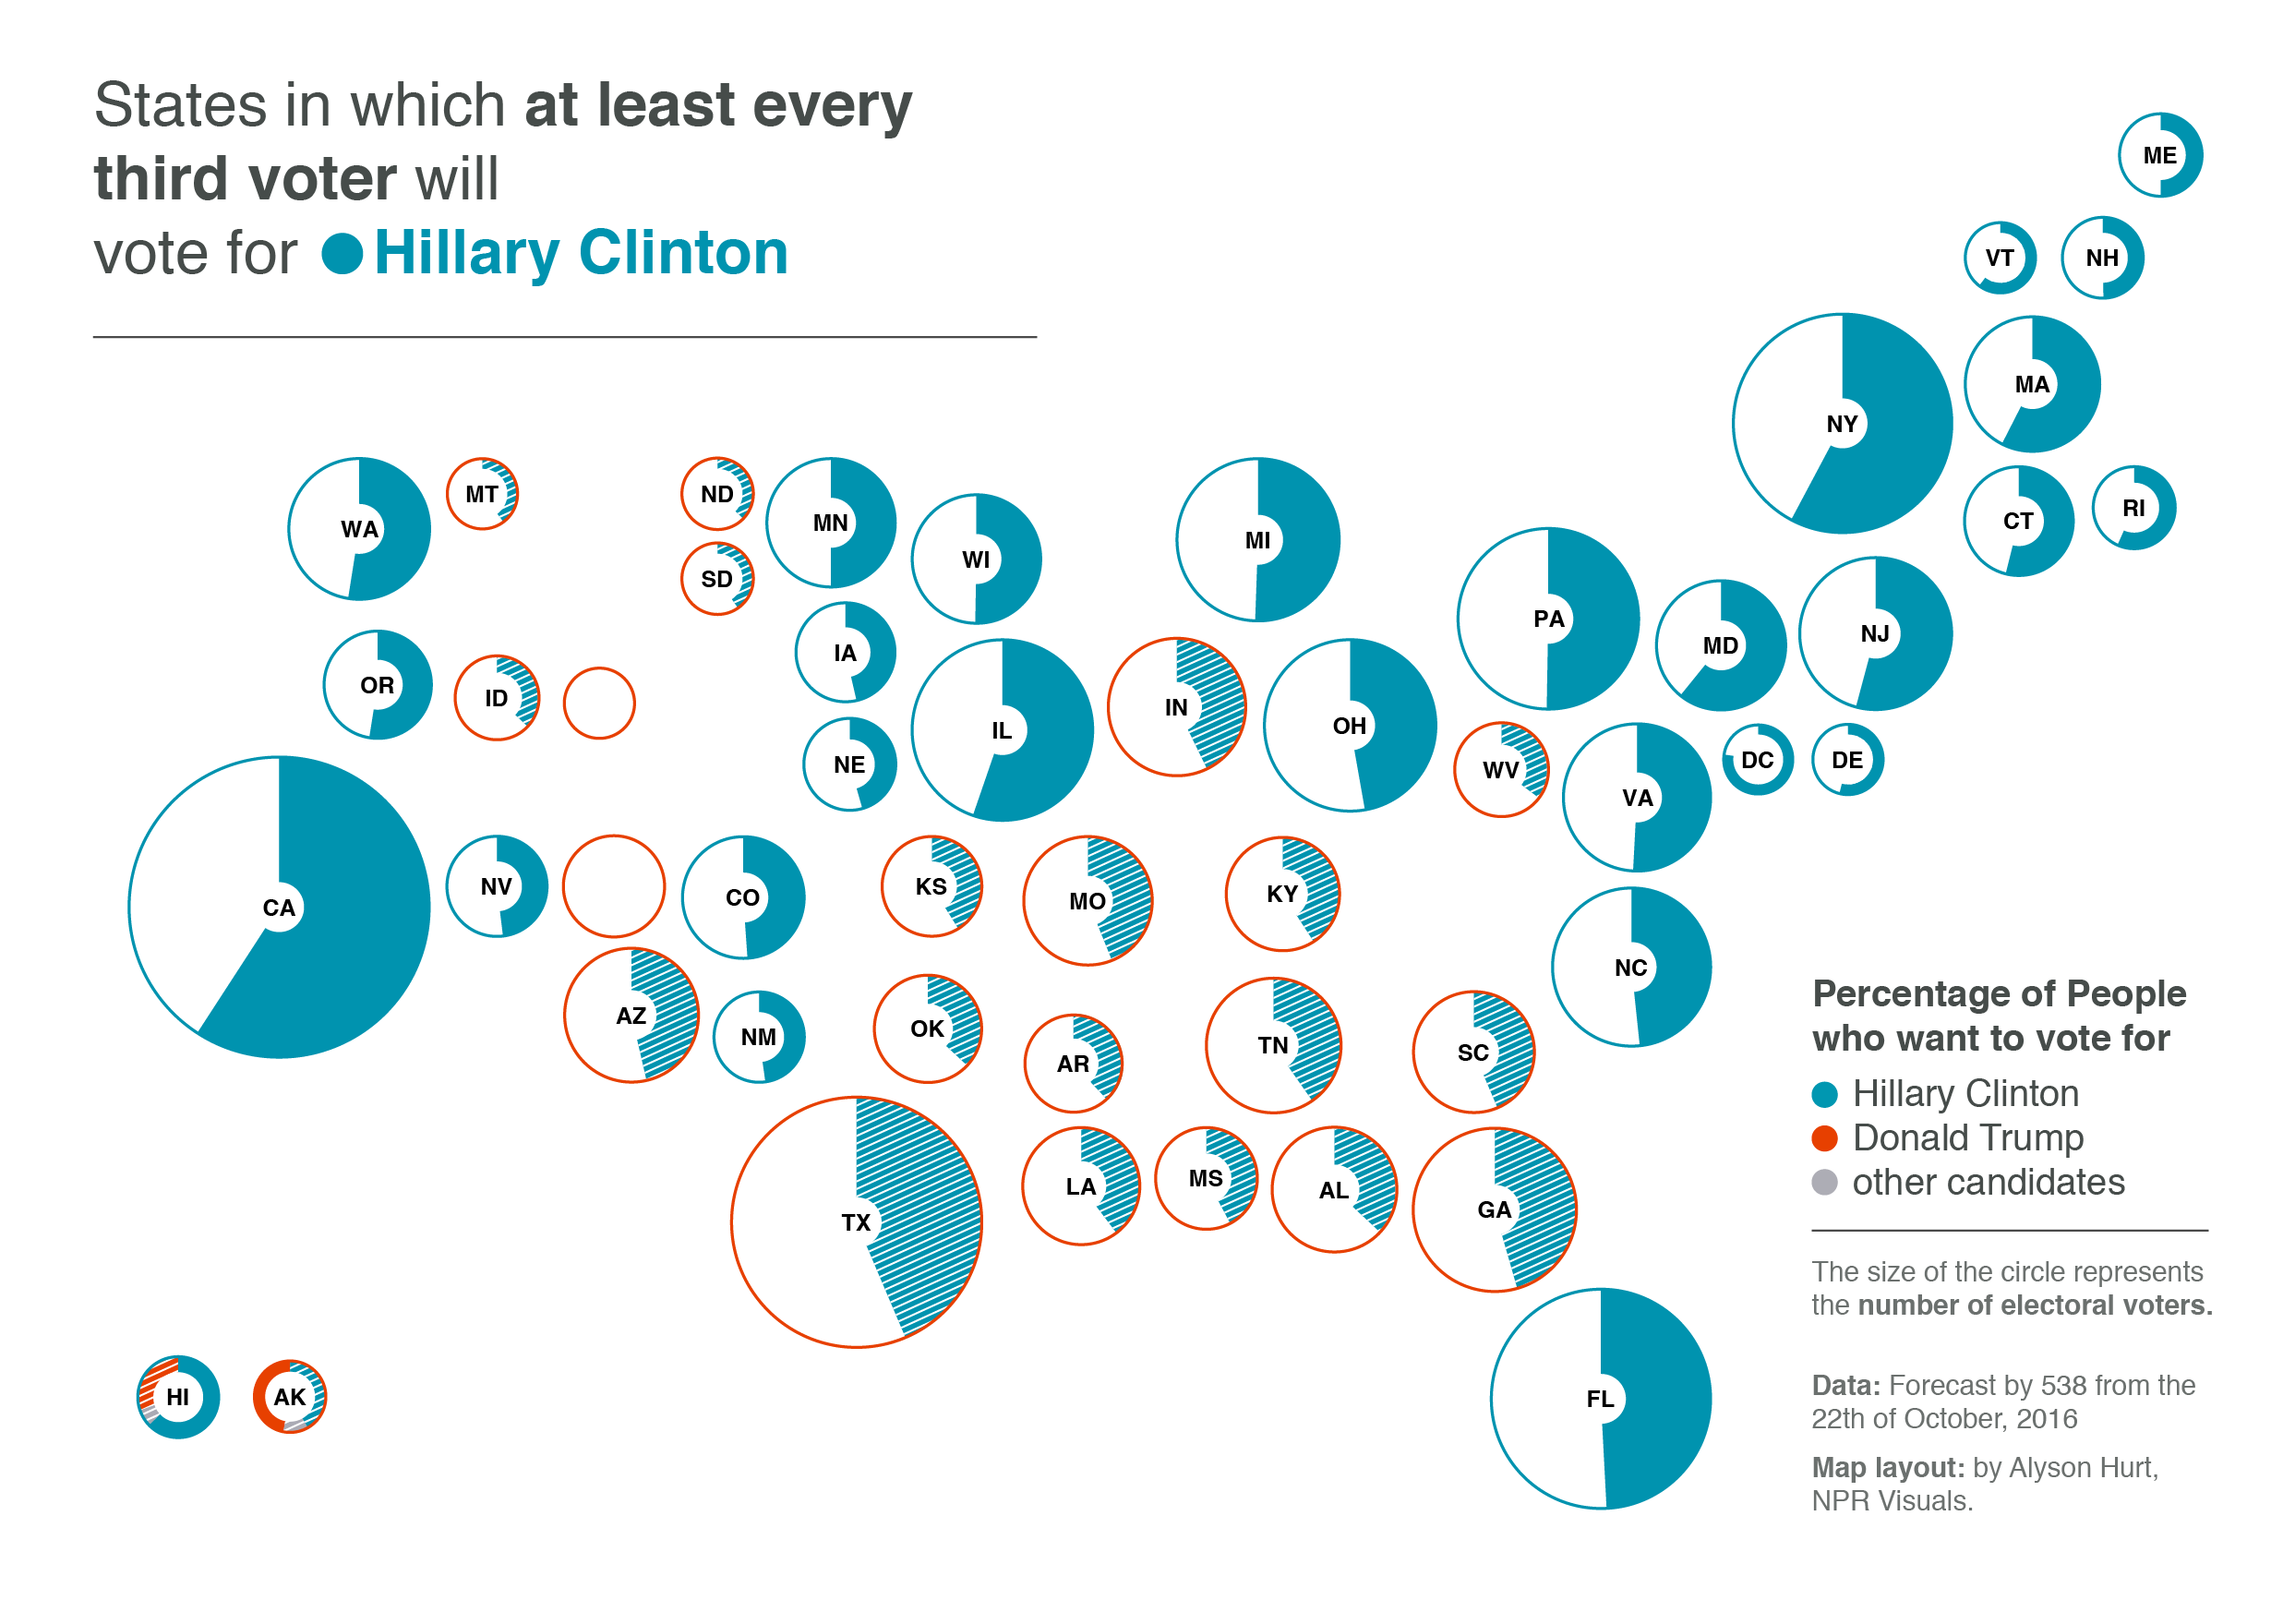 States in which at least every
third voter will
vote for Hillary Clinton
ME
VT
NH
NY
MA
WA
MT
ND
MN
WI
MI
CT
RI
SD
PA
MD
NJ
OR
ID
IA
IL
IN
OH
NE
WV
VA
DC
DE
CA
NV
CO
KS
MO
KY
NC
AZ
NM
OK
AR
TN
SC
TX
LA
MS
AL
GA
FL
HI
AK
Percentage of People
who want to vote for
Hillary Clinton
Donald Trump
other candidates
The size of the circle represents
the number of electoral voters.
Data: Forecast by 538 from the
22th of October, 2016
Map layout: by Alyson Hurt,
NPR Visuals.